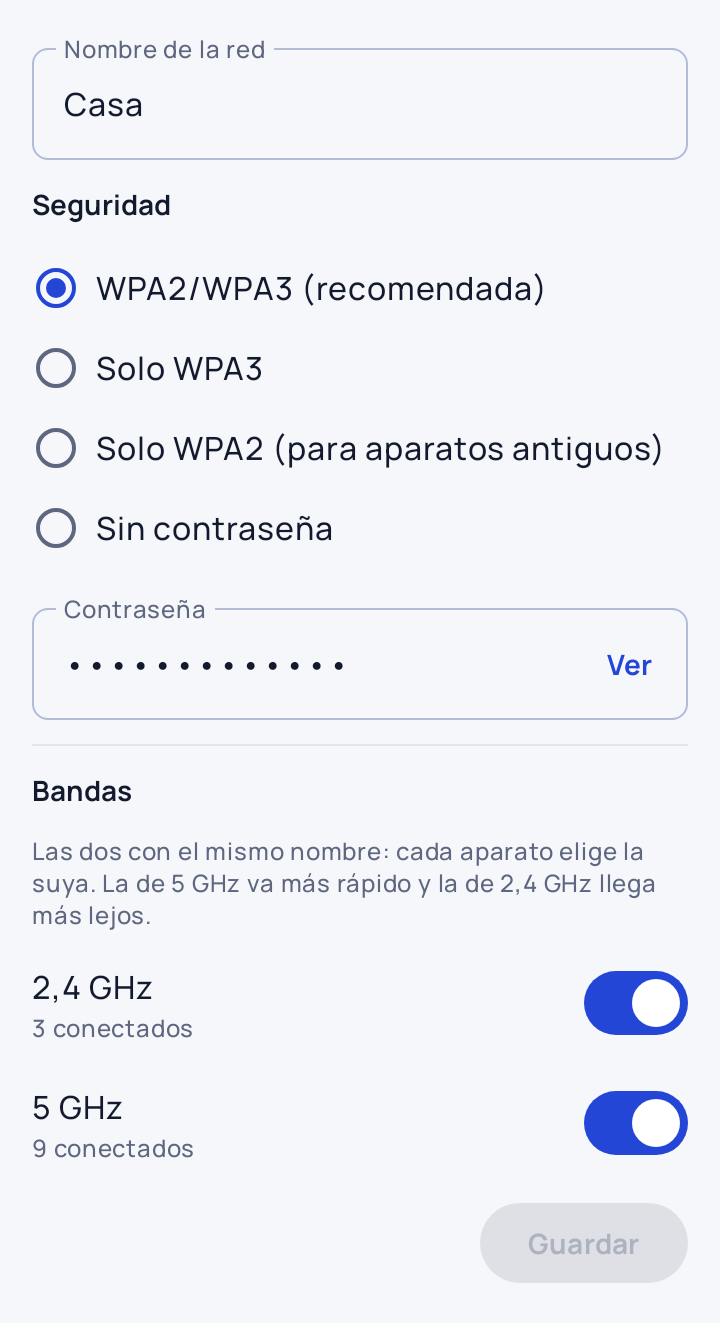 Nombre de la red
Casa
Seguridad
WPA2/WPA3 (recomendada)
Solo WPA3
Solo WPA2 (para aparatos antiguos)
Sin contraseña
Contraseña
•••••••••••••
Ver
Bandas
Las dos con el mismo nombre: cada aparato elige la
suya. La de 5 GHz va más rápido y la de 2,4 GHz llega
más lejos.
2,4 GHz
3 conectados
5 GHz
9 conectados
Guardar